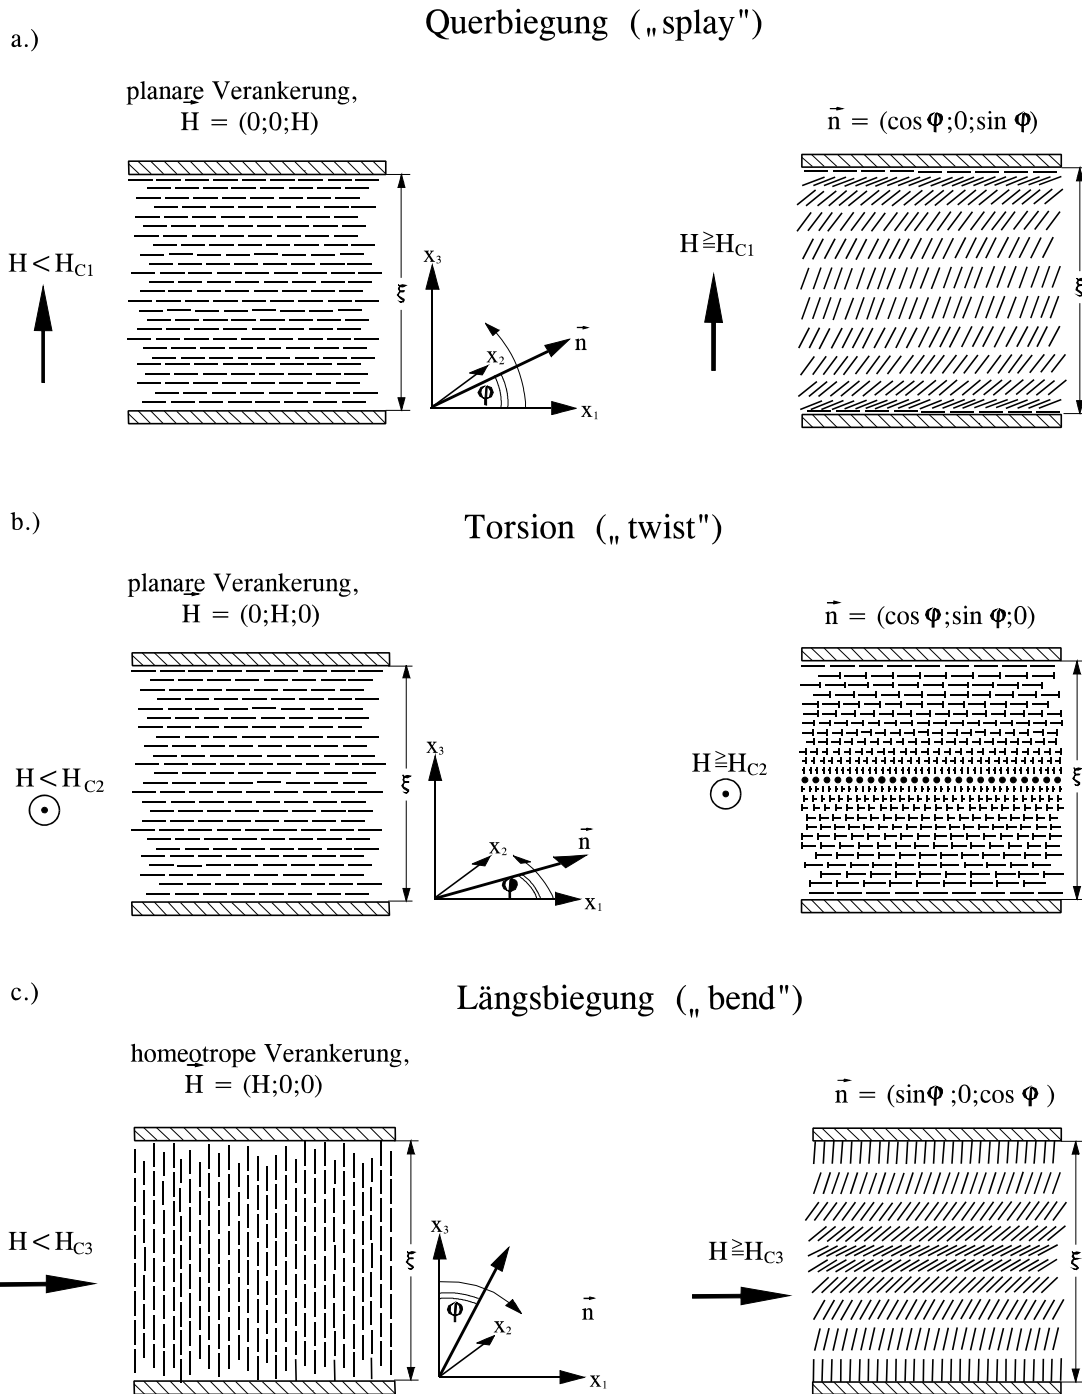 a.)
Querbiegung („splay")
planare Verankerung,
H = (0;0;H)
n = (cos φ;0;sin φ)
H < H_C1
ξ
x₃
x₂
n
φ
x₁
H ≧ H_C1
ξ
b.)
Torsion („twist")
planare Verankerung,
H = (0;H;0)
n = (cos φ;sin φ;0)
H < H_C2
ξ
x₃
x₂
n
φ
x₁
H ≧ H_C2
ξ
c.)
Längsbiegung („bend")
homeotrope Verankerung,
H = (H;0;0)
n = (sinφ ;0;cos φ )
H < H_C3
ξ
x₃
φ
x₂
n
x₁
H ≧ H_C3
ξ